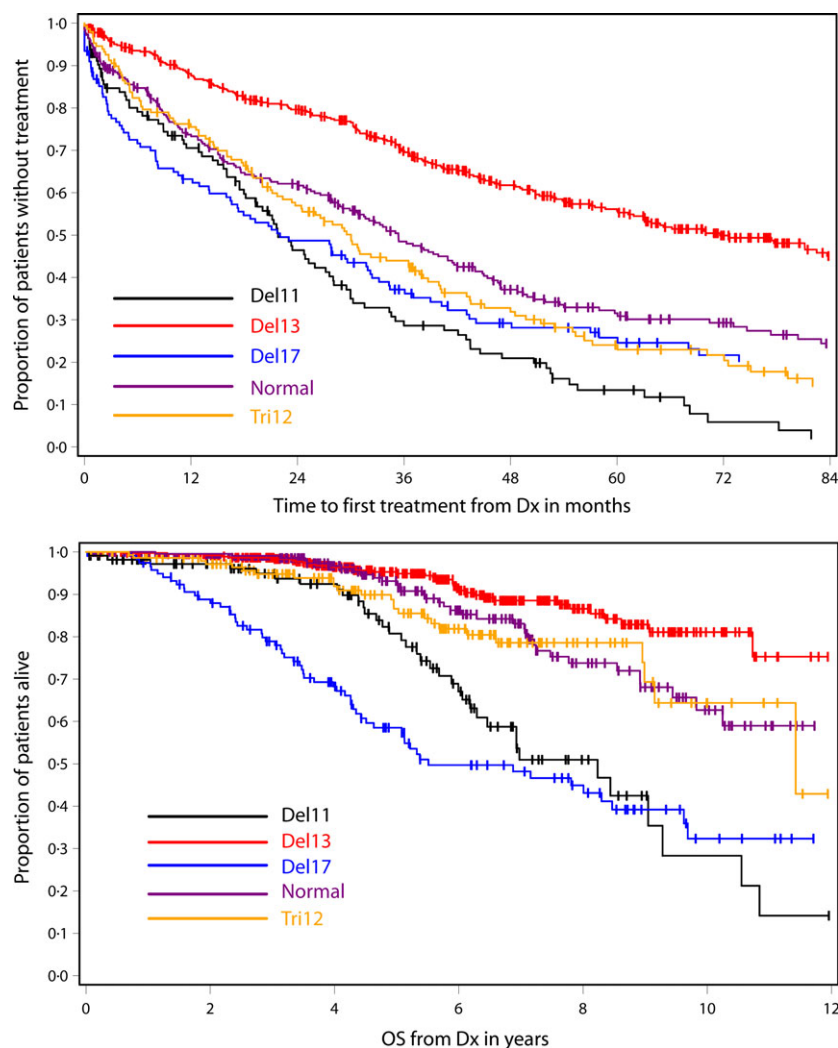 Proportion of patients without treatment
1·0
0·9
0·8
0·7
0·6
0·5
0·4
0·3
0·2
0·1
0·0
Del11
Del13
Del17
Normal
Tri12
0 12 24 36 48 60 72 84
Time to first treatment from Dx in months
Proportion of patients alive
1·0
0·9
0·8
0·7
0·6
0·5
0·4
0·3
0·2
0·1
0·0
Del11
Del13
Del17
Normal
Tri12
0 2 4 6 8 10 12
OS from Dx in years